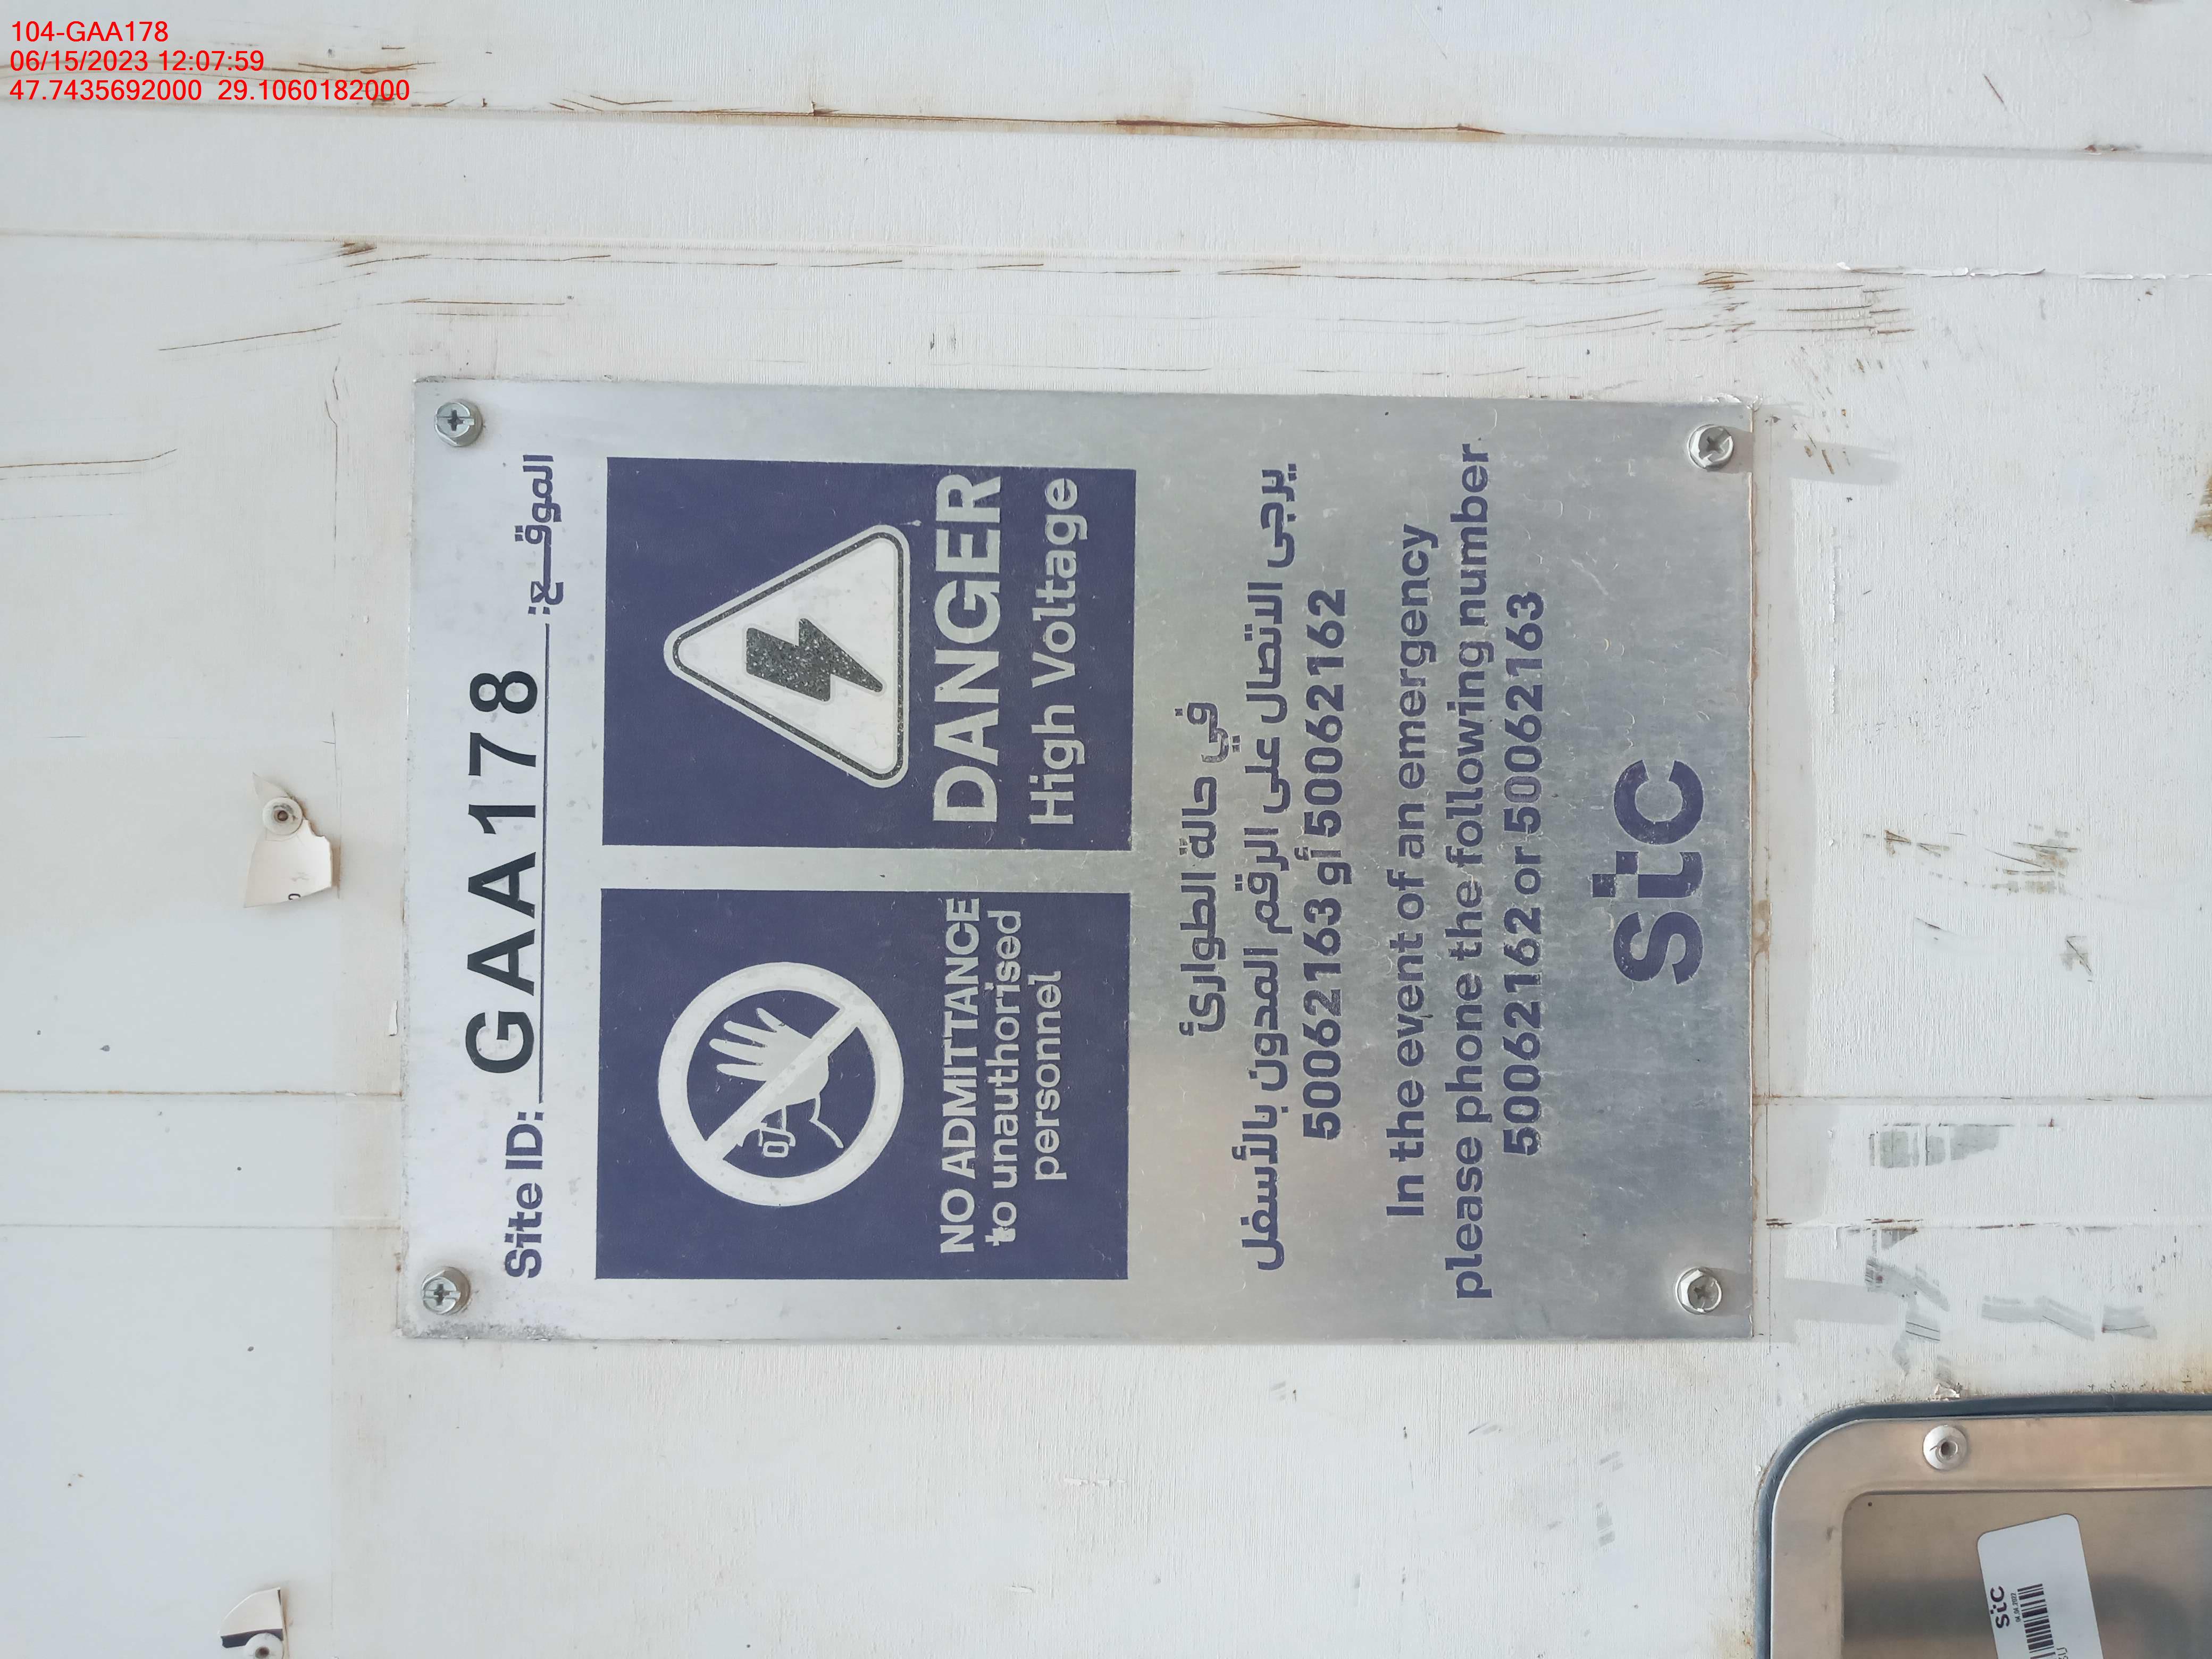 104-GAA178
06/15/2023 12:07:59
47.7435692000 29.1060182000
Site ID: GAA178 الموقــع:
NO ADMITTANCE
to unauthorised
personnel
DANGER
High Voltage
في حالة الطوارئ
يرجى الاتصال على الرقم المدون بالأسفل
50062163 أو 50062162
In the event of an emergency
please phone the following number
50062162 or 50062163
stc
stc